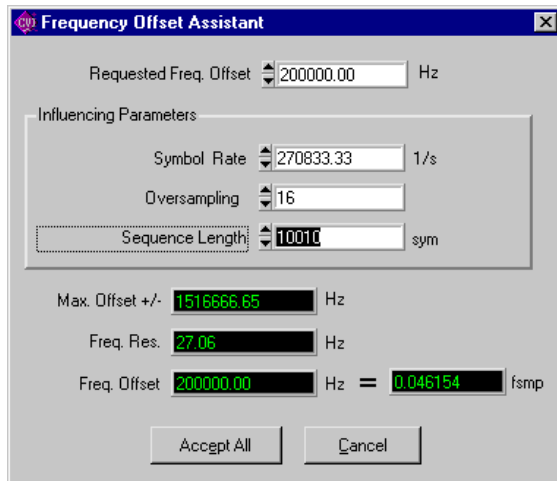 CVI Frequency Offset Assistant
Requested Freq. Offset 200000.00 Hz
Influencing Parameters
Symbol Rate 270833.33 1/s
Oversampling 16
Sequence Length 10010 sym
Max. Offset +/- 1516666.65 Hz
Freq. Res. 27.06 Hz
Freq. Offset 200000.00 Hz = 0.046154 fsmp
Accept All Cancel